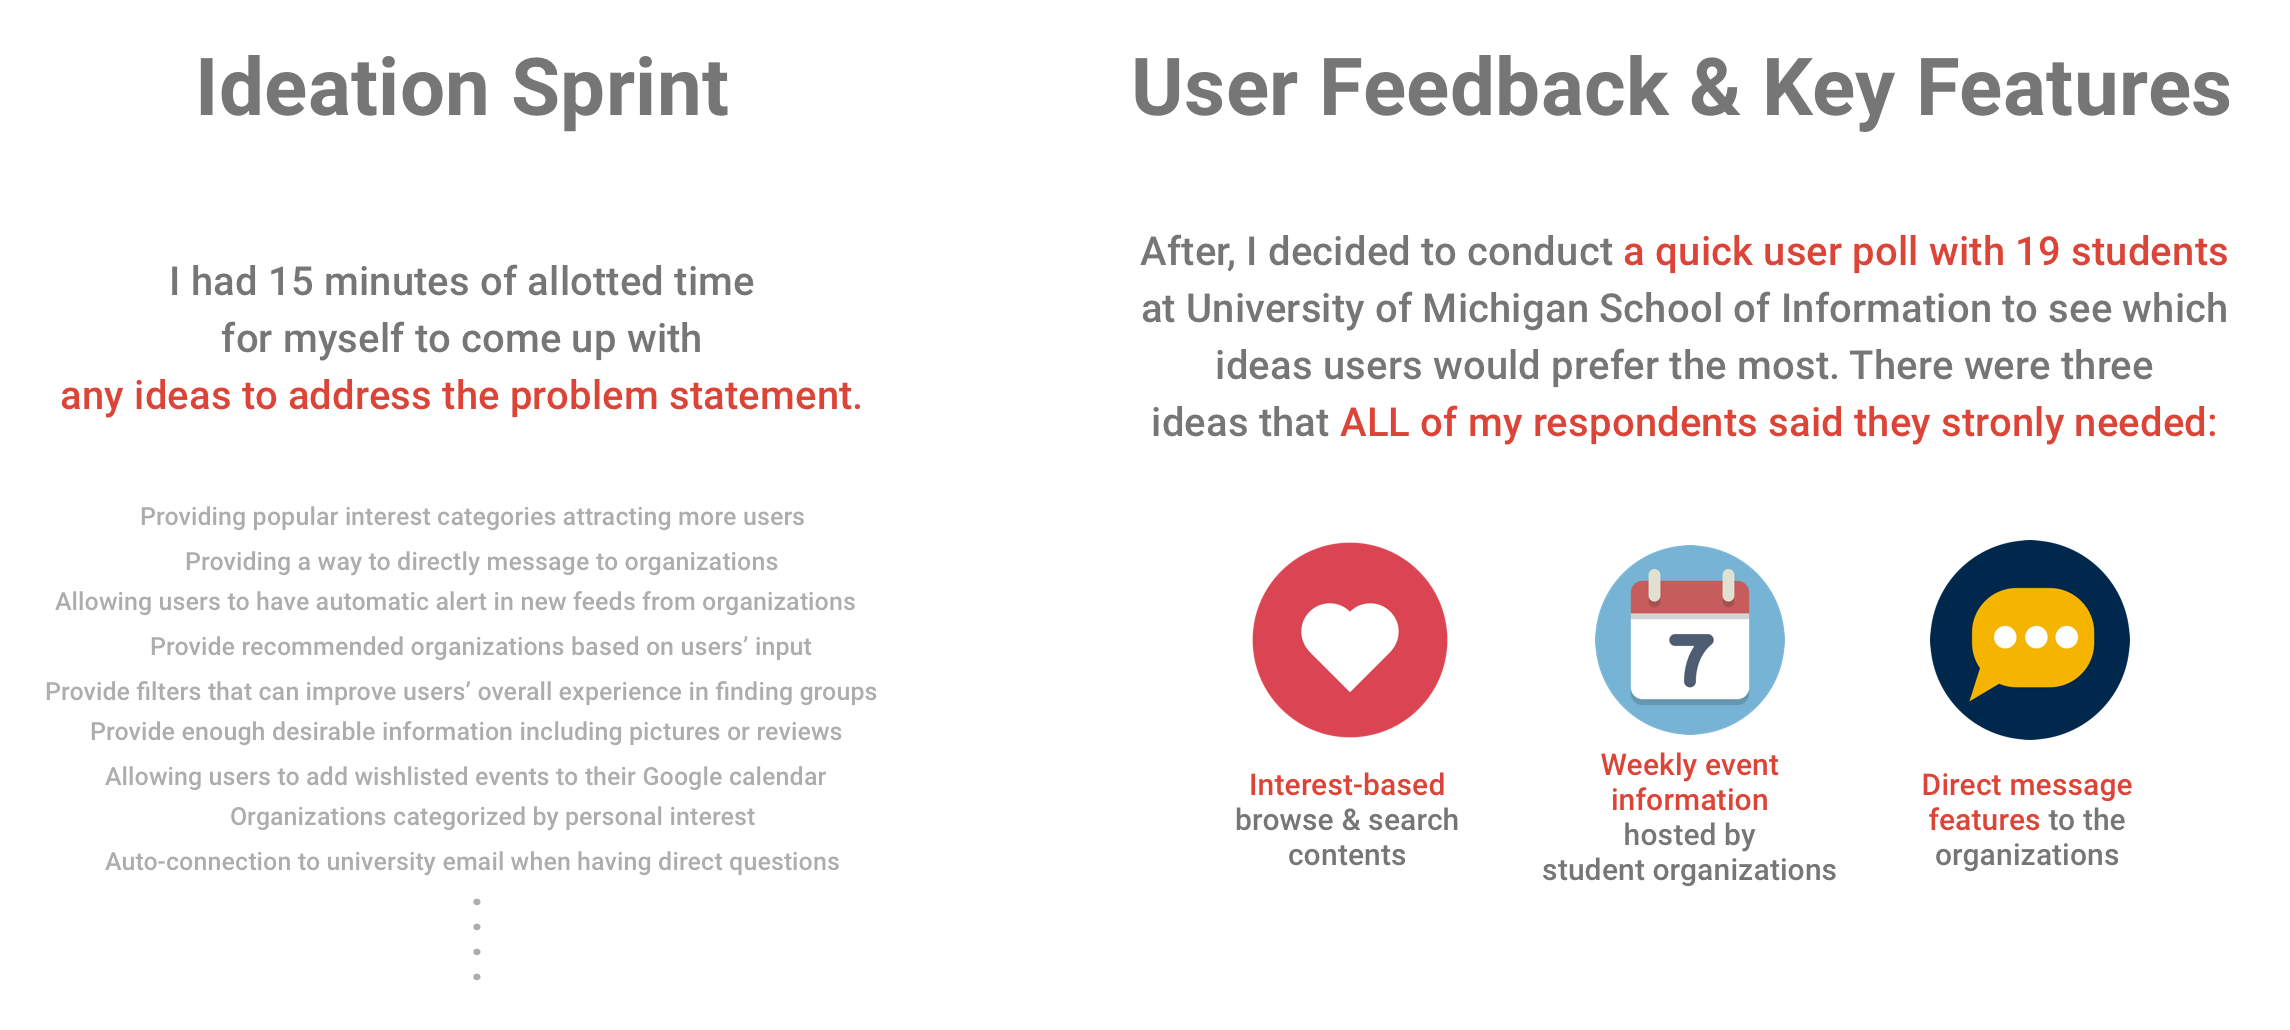 Ideation Sprint
I had 15 minutes of allotted time
for myself to come up with
any ideas to address the problem statement.
Providing popular interest categories attracting more users
Providing a way to directly message to organizations
Allowing users to have automatic alert in new feeds from organizations
Provide recommended organizations based on users’ input
Provide filters that can improve users’ overall experience in finding groups
Provide enough desirable information including pictures or reviews
Allowing users to add wishlisted events to their Google calendar
Organizations categorized by personal interest
Auto-connection to university email when having direct questions
User Feedback & Key Features
After, I decided to conduct a quick user poll with 19 students
at University of Michigan School of Information to see which
ideas users would prefer the most. There were three
ideas that ALL of my respondents said they stronly needed:
Interest-based
browse & search
contents
7
Weekly event
information
hosted by
student organizations
Direct message
features to the
organizations